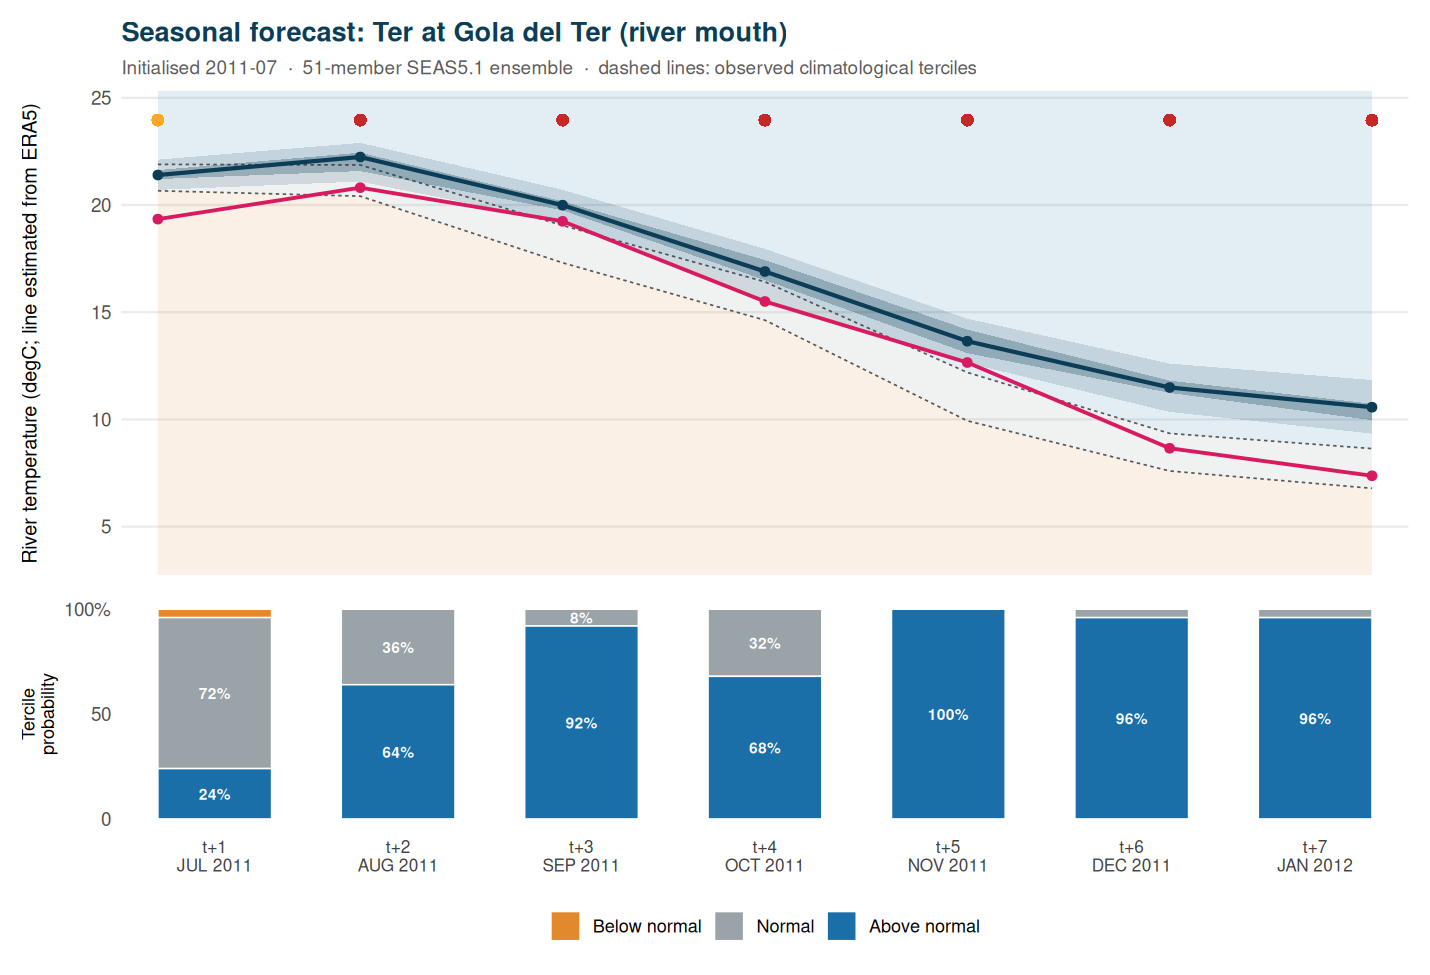 Seasonal forecast: Ter at Gola del Ter (river mouth)
Initialised 2011-07 · 51-member SEAS5.1 ensemble · dashed lines: observed climatological terciles
River temperature (degC; line estimated from ERA5)
25
20
15
10
5
Tercile
probability
100%
50
0
72%
24%
36%
64%
8%
92%
32%
68%
100%
96%
96%
t+1
JUL 2011
t+2
AUG 2011
t+3
SEP 2011
t+4
OCT 2011
t+5
NOV 2011
t+6
DEC 2011
t+7
JAN 2012
Below normal
Normal
Above normal